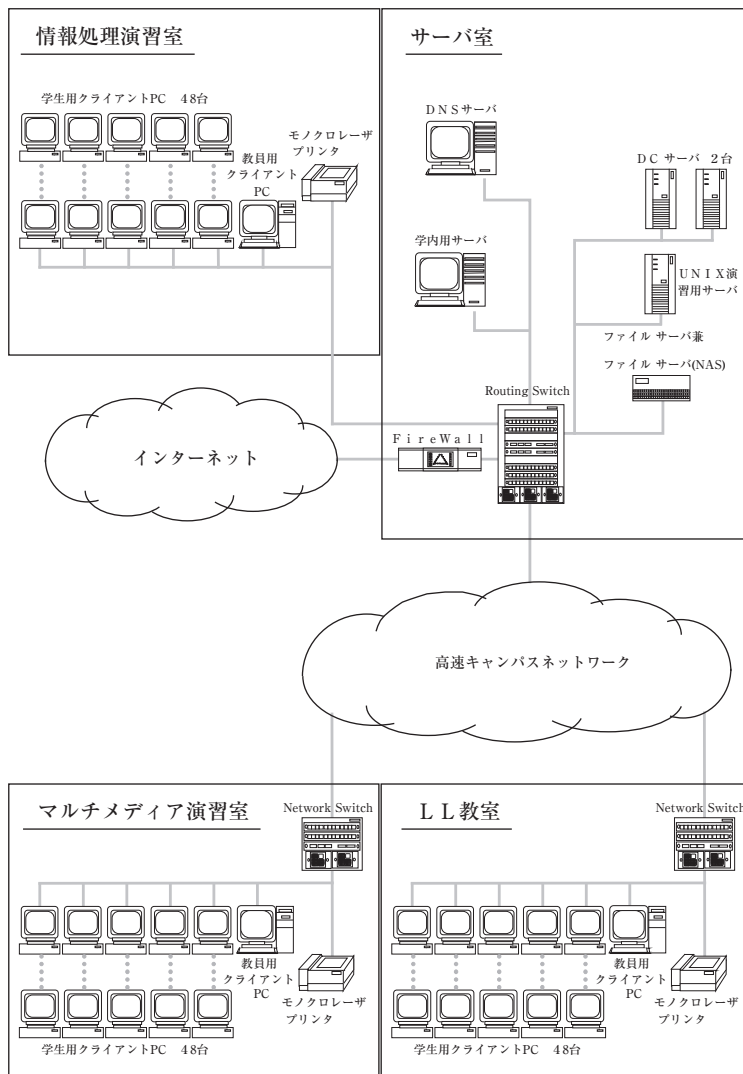 情報処理演習室
学生用クライアントPC　48台
教員用
クライアント
PC
モノクロレーザ
プリンタ
サーバ室
DNSサーバ
DC サーバ　2台
学内用サーバ
UNIX演
習用サーバ
ファイル サーバ兼
ファイル サーバ(NAS)
Routing Switch
FireWall
インターネット
高速キャンパスネットワーク
マルチメディア演習室
Network Switch
教員用
クライアント
PC
モノクロレーザ
プリンタ
学生用クライアントPC　48台
LL教室
Network Switch
教員用
クライアント
PC
モノクロレーザ
プリンタ
学生用クライアントPC　48台